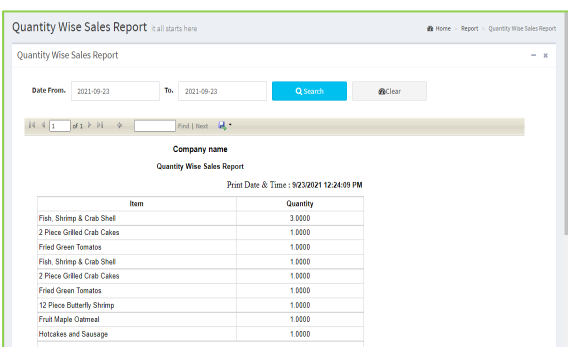 Quantity Wise Sales Report it all starts here
Home > Report > Quantity Wise Sales Report
Quantity Wise Sales Report
Date From. 2021-09-23 To. 2021-09-23 Search Clear
1 of 1 Find | Next
Company name
Quantity Wise Sales Report
Print Date & Time : 9/23/2021 12:24:09 PM
Item Quantity
Fish, Shrimp & Crab Shell 3.0000
2 Piece Grilled Crab Cakes 1.0000
Fried Green Tomatos 1.0000
Fish, Shrimp & Crab Shell 1.0000
2 Piece Grilled Crab Cakes 1.0000
Fried Green Tomatos 1.0000
12 Piece Butterfly Shrimp 1.0000
Fruit Maple Oatmeal 1.0000
Hotcakes and Sausage 1.0000